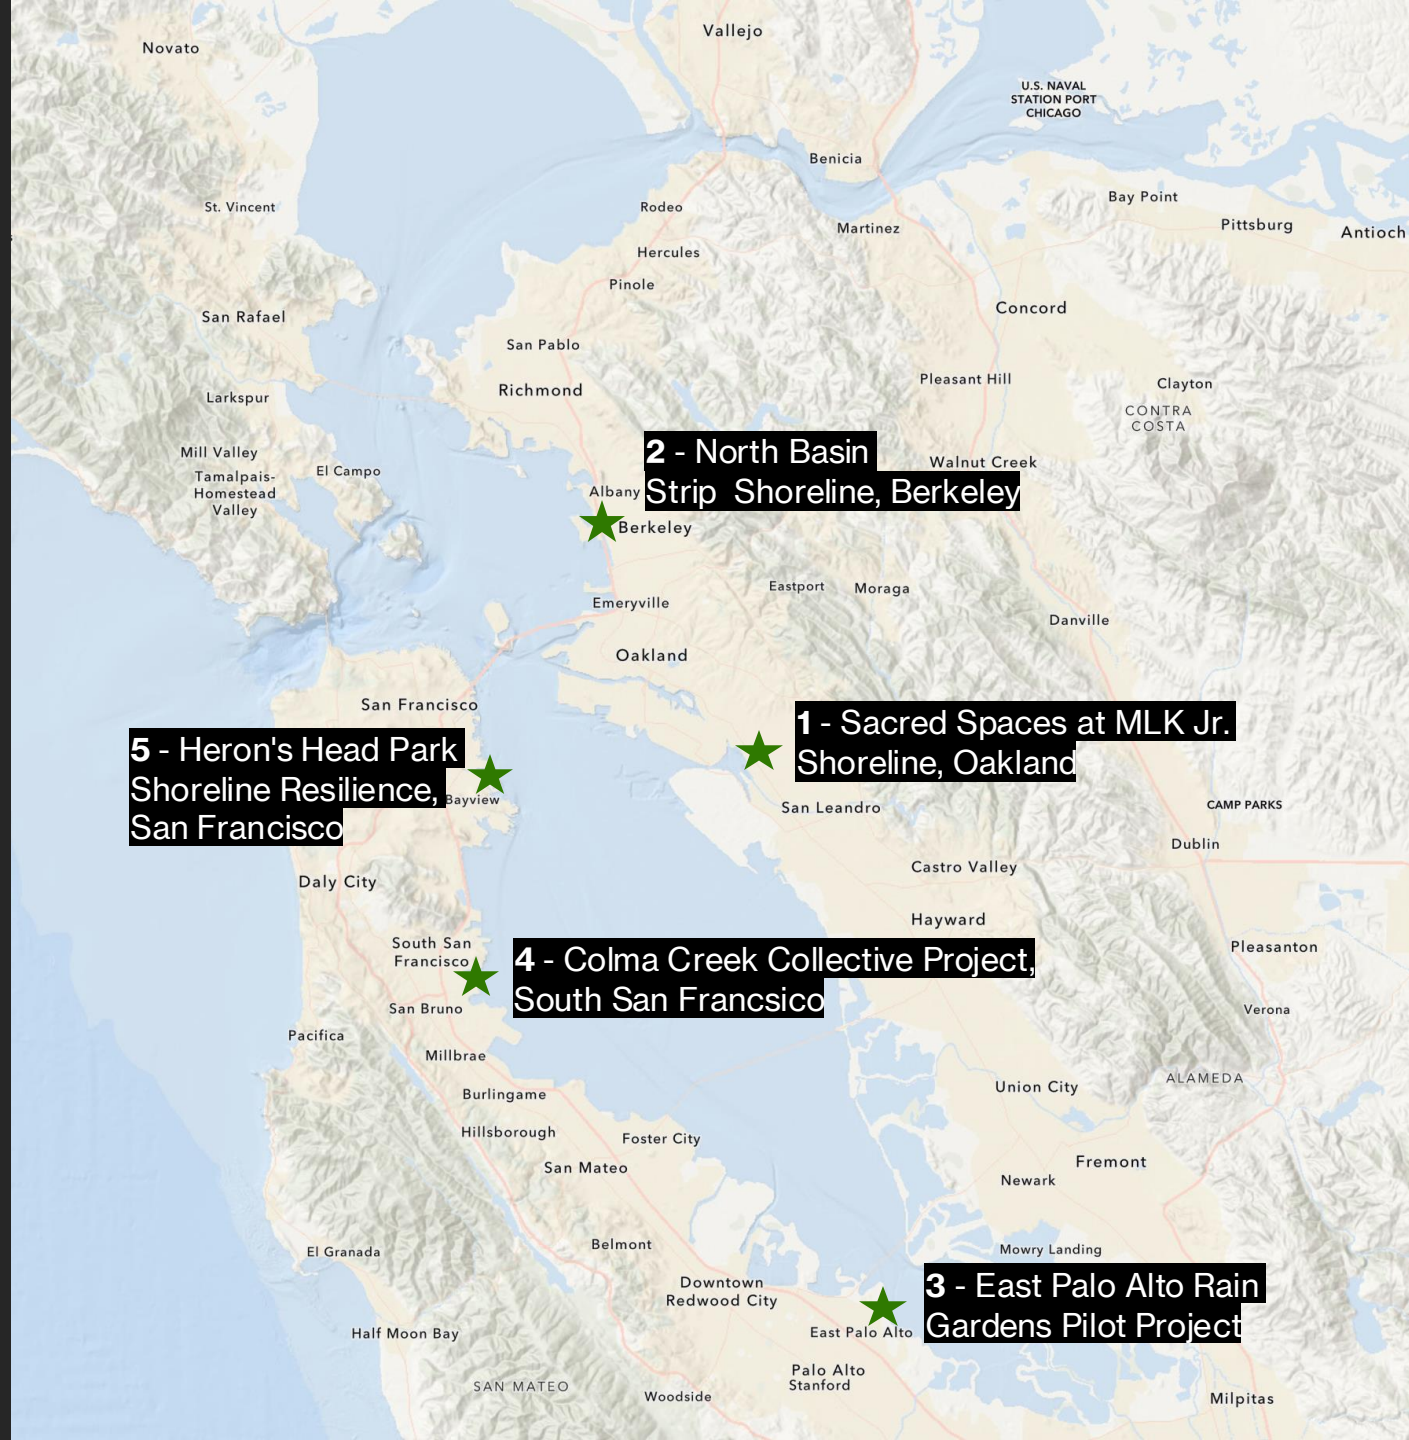 Vallejo
Novato
U.S. NAVAL
STATION PORT
CHICAGO
Benicia
Bay Point
St. Vincent
Rodeo
Martinez
Pittsburg
Antioch
Hercules
Pinole
San Rafael
Concord
San Pablo
Richmond
Pleasant Hill
Clayton
Larkspur
CONTRA
COSTA
Mill Valley
El Campo
Tamalpais-
Homestead
Valley
2 - North Basin
Strip  Shoreline, Berkeley
Walnut Creek
Albany
Berkeley
Eastport
Moraga
Emeryville
Danville
Oakland
San Francisco
1 - Sacred Spaces at MLK Jr.
Shoreline, Oakland
5 - Heron's Head Park
Shoreline Resilience,
San Francisco
Bayview
San Leandro
CAMP PARKS
Dublin
Castro Valley
Daly City
Hayward
South San
Francisco
Pleasanton
4 - Colma Creek Collective Project,
South San Francsico
San Bruno
Verona
Pacifica
Millbrae
ALAMEDA
Union City
Burlingame
Hillsborough
Foster City
San Mateo
Fremont
Newark
Belmont
El Granada
Mowry Landing
Downtown
Redwood City
3 - East Palo Alto Rain
Gardens Pilot Project
Half Moon Bay
East Palo Alto
Palo Alto
Stanford
SAN MATEO
Woodside
Milpitas